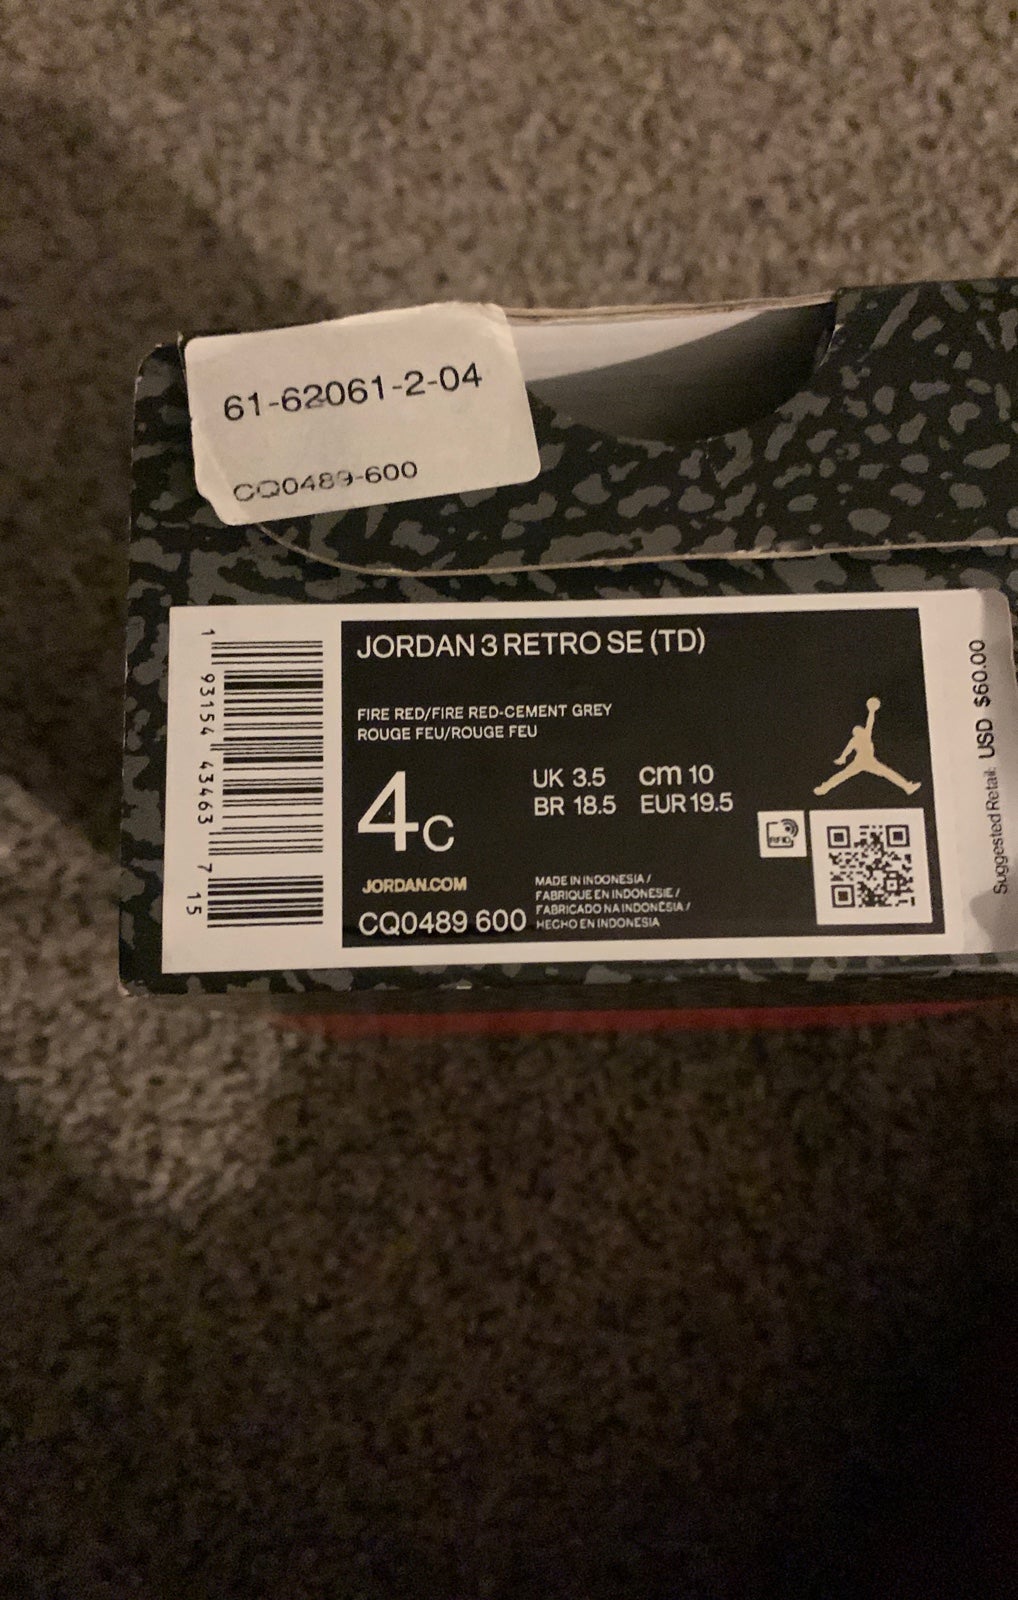 61-62061-2-04
CQ0489-600
JORDAN 3 RETRO SE (TD)
FIRE RED/FIRE RED-CEMENT GREY
ROUGE FEU/ROUGE FEU
4C
UK 3.5 cm 10
BR 18.5 EUR 19.5
RFID
JORDAN.COM
CQ0489 600
MADE IN INDONESIA /
FABRIQUE EN INDONESIE /
FABRICADO NA INDONÉSIA /
HECHO EN INDONESIA
1 93154 43463 7 15
Suggested Retail: USD $60.00